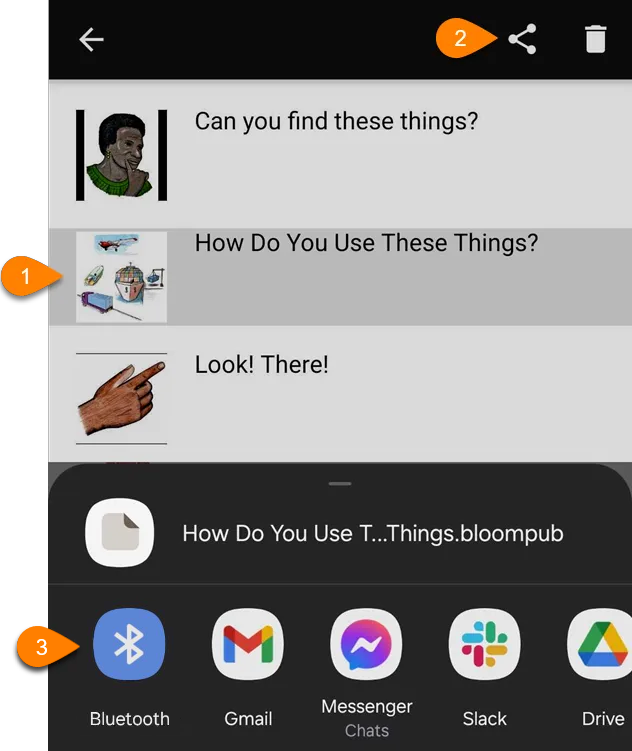 2
Can you find these things?
1
How Do You Use These Things?
Look! There!
How Do You Use T...Things.bloompub
3
Bluetooth
Gmail
Messenger
Chats
Slack
Drive